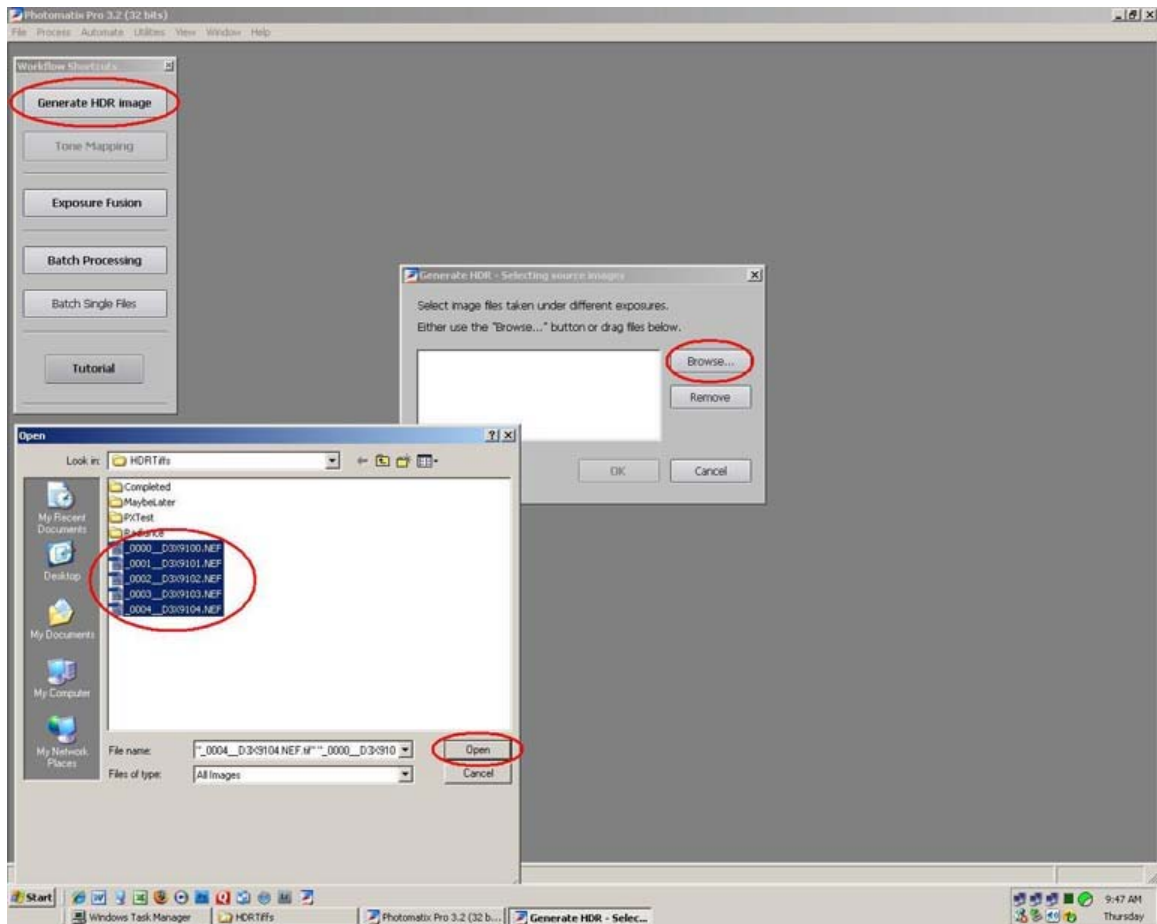 Photomatix Pro 3.2 (32 bits)
File Process Automate Utilities View Window Help
Workflow Shortcuts
Generate HDR image
Tone Mapping
Exposure Fusion
Batch Processing
Batch Single Files
Tutorial
Generate HDR - Selecting source images
Select image files taken under different exposures.
Either use the "Browse..." button or drag files below.
Browse...
Remove
OK Cancel
Open
Look in: HDRTiffs
My Recent Documents
Desktop
My Documents
My Computer
My Network Places
Completed
MaybeLater
PXTest
Radiance
_0000__D3X9100.NEF
_0001__D3X9101.NEF
_0002__D3X9102.NEF
_0003__D3X9103.NEF
_0004__D3X9104.NEF
File name: "_0004__D3X9104.NEF.tif" "_0000__D3X910
Open
Files of type: All Images
Cancel
Start
9:47 AM
Thursday
Windows Task Manager HDRTiffs Photomatix Pro 3.2 (32 b... Generate HDR - Selec...